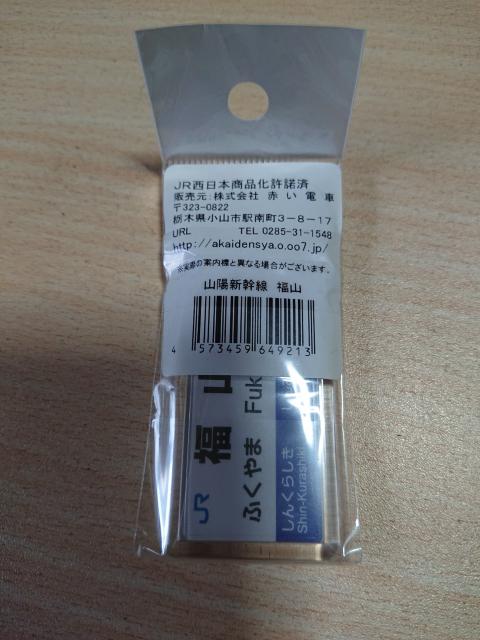 JR西日本商品化許諾済
販売元:株式会社 赤い電車
〒323-0822
栃木県小山市駅南町3-8-17
URL TEL 0285-31-1548
http://akaidensya.o.oo7.jp/
※実際の案内標と異なる場合がございます。
山陽新幹線 福山
4 573459 649213
JR
福山
ふくやま Fuk
しんくらしき
Shin-Kurashiki